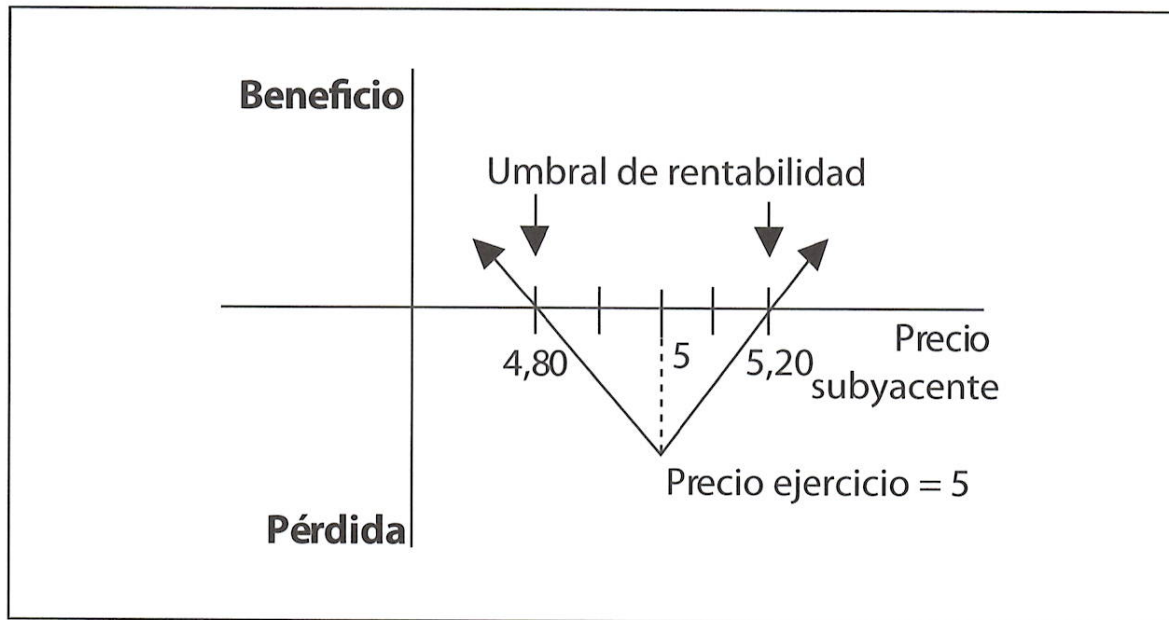 Beneficio
Umbral de rentabilidad
4,80
5
5,20
Precio
subyacente
Precio ejercicio = 5
Pérdida